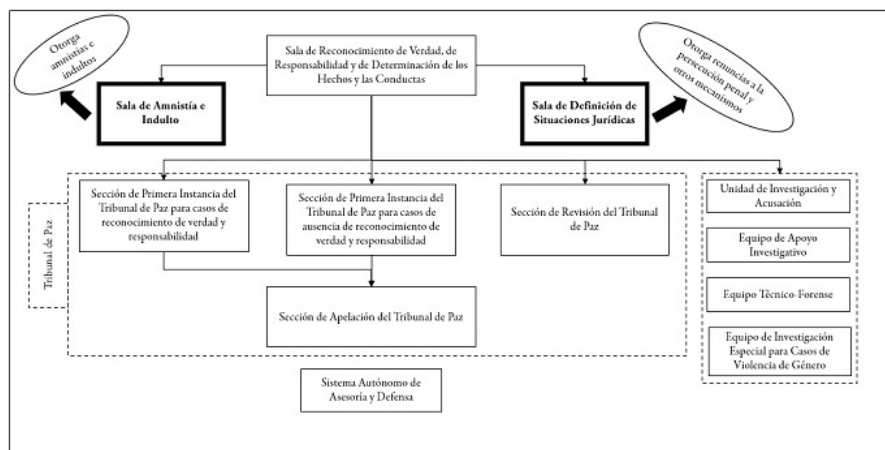 Otorga
amnistías e
indultos
Sala de Reconocimiento de Verdad, de
Responsabilidad y de Determinación de los
Hechos y las Conductas
Otorga renuncias a la
persecución penal y
otros mecanismos
Sala de Amnistía e
Indulto
Sala de Definición de
Situaciones Jurídicas
Tribunal de Paz
Sección de Primera Instancia del
Tribunal de Paz para casos de
reconocimiento de verdad y
responsabilidad
Sección de Primera Instancia del
Tribunal de Paz para casos de
ausencia de reconocimiento de
verdad y responsabilidad
Sección de Revisión del Tribunal
de Paz
Unidad de Investigación y
Acusación
Equipo de Apoyo
Investigativo
Equipo Técnico-Forense
Equipo de Investigación
Especial para Casos de
Violencia de Género
Sección de Apelación del Tribunal de Paz
Sistema Autónomo de
Asesoría y Defensa